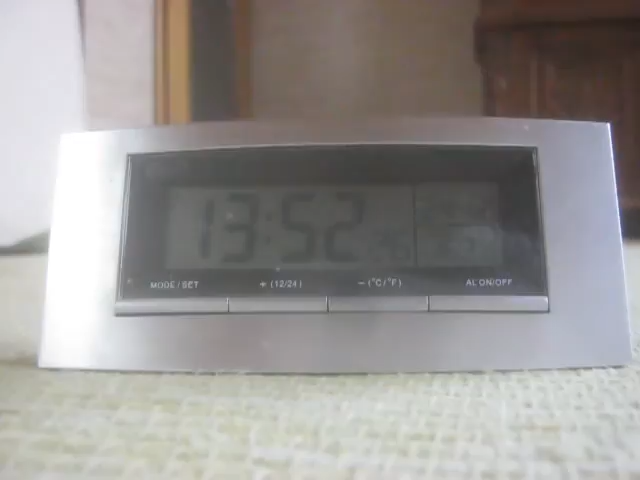 13:52
MODE / SET + (12/24) − (°C/°F) AL ON/OFF